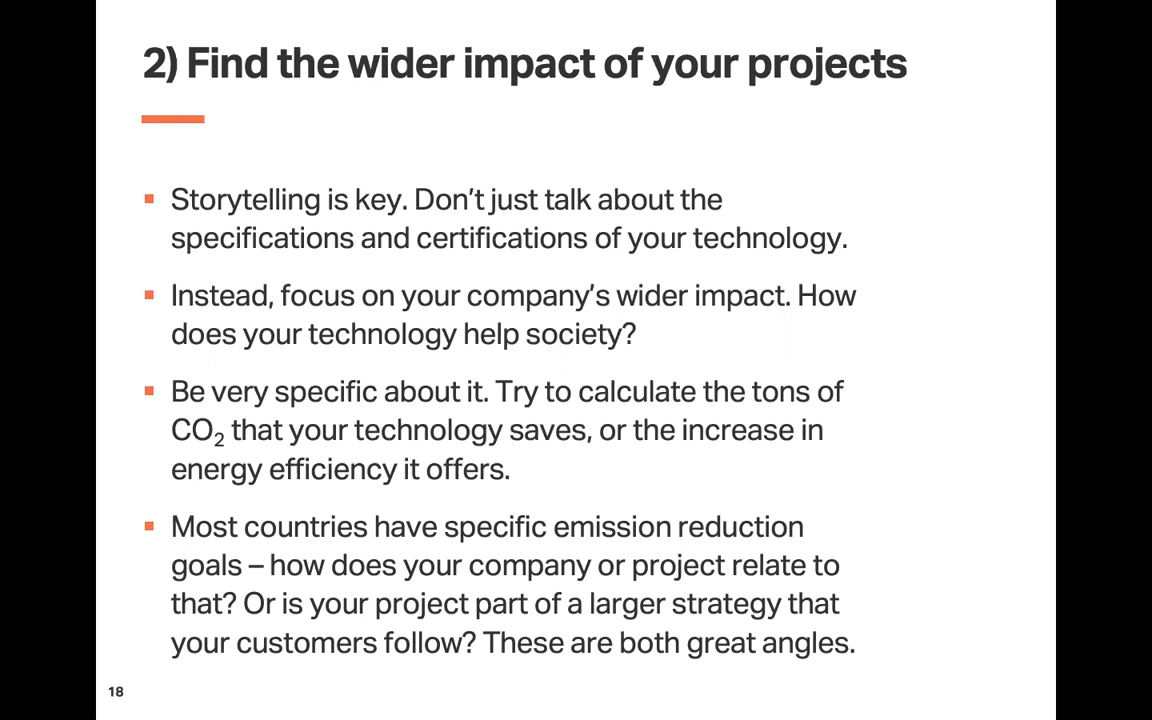 2) Find the wider impact of your projects
Storytelling is key. Don’t just talk about the
specifications and certifications of your technology.
Instead, focus on your company’s wider impact. How
does your technology help society?
Be very specific about it. Try to calculate the tons of
CO₂ that your technology saves, or the increase in
energy efficiency it offers.
Most countries have specific emission reduction
goals – how does your company or project relate to
that? Or is your project part of a larger strategy that
your customers follow? These are both great angles.
18